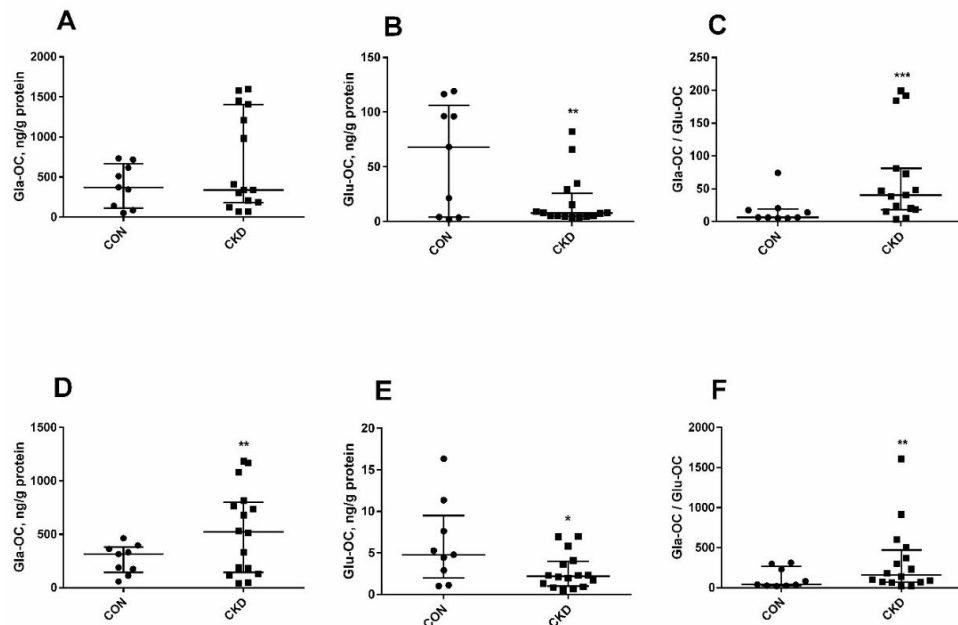 A
Gla-OC, ng/g protein
2000
1500
1000
500
0
CON
CKD
B
Glu-OC, ng/g protein
150
100
50
0
**
CON
CKD
C
Gla-OC / Glu-OC
250
200
150
100
50
0
***
CON
CKD
D
Gla-OC, ng/g protein
1500
1000
500
0
**
CON
CKD
E
Glu-OC, ng/g protein
20
15
10
5
0
*
CON
CKD
F
Gla-OC / Glu-OC
2000
1500
1000
500
0
**
CON
CKD